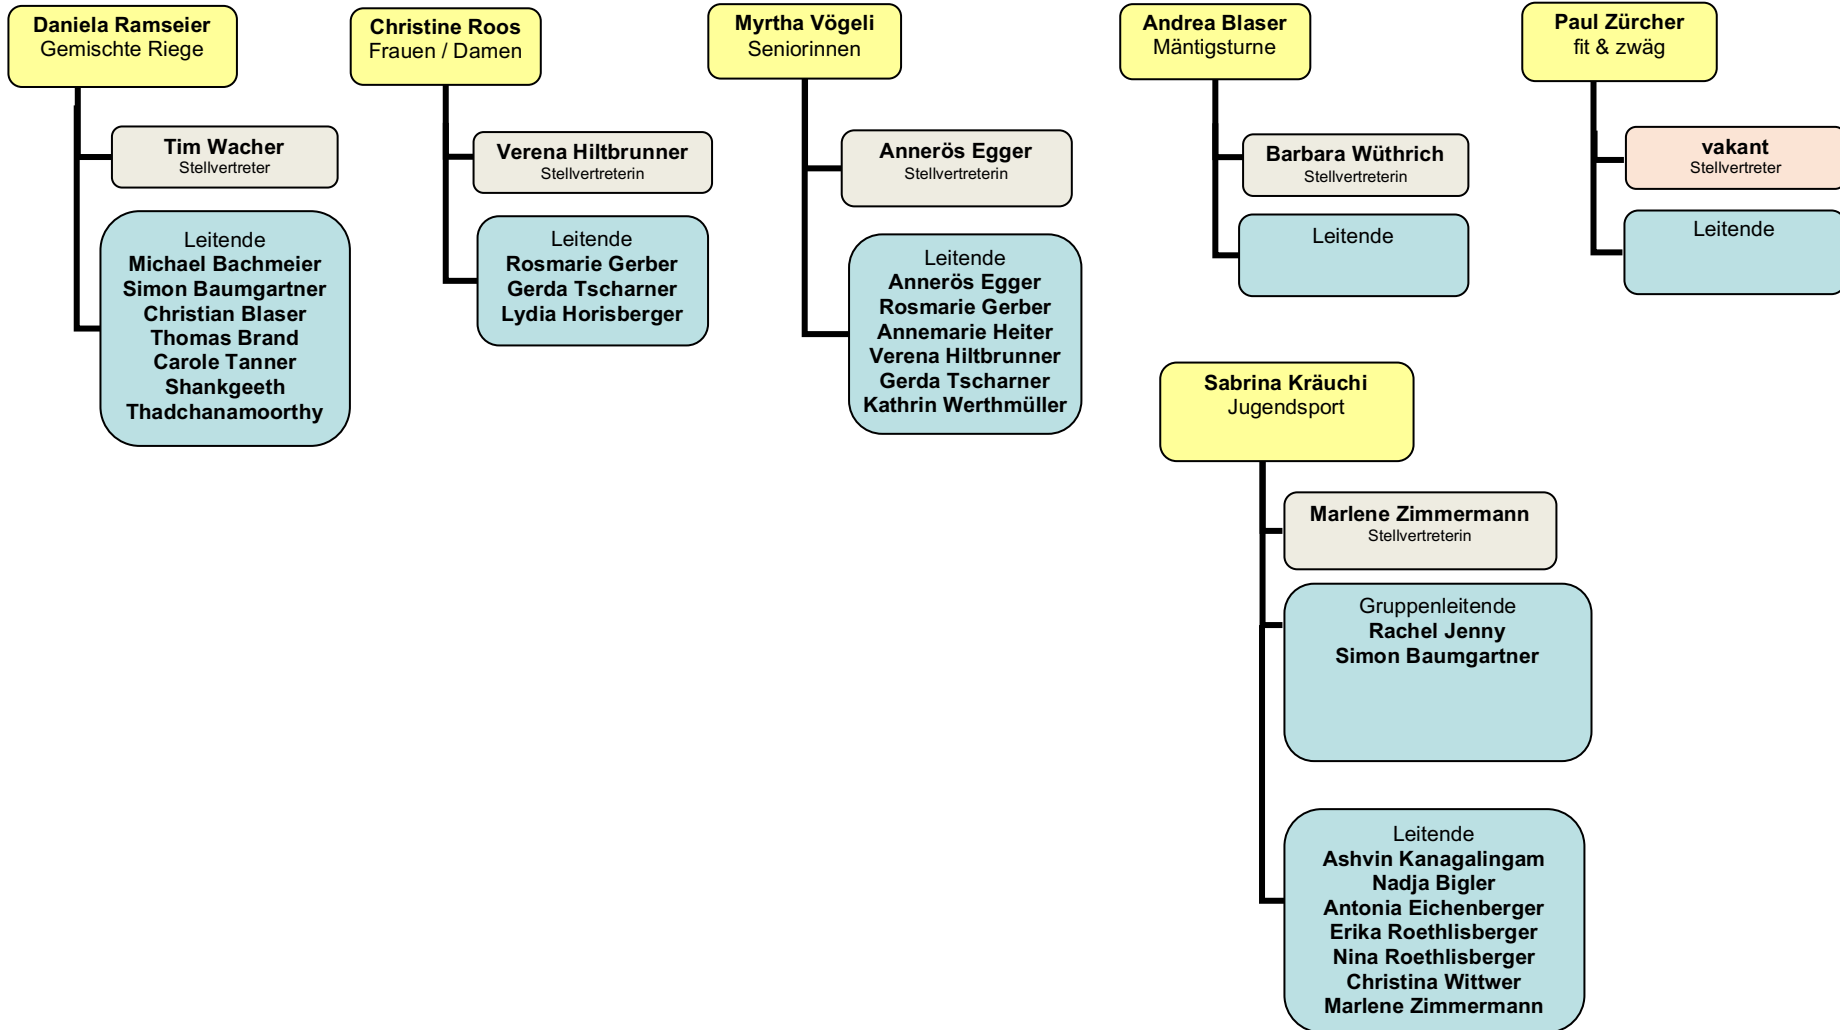 Daniela Ramseier
Gemischte Riege
Tim Wacher
Stellvertreter
Leitende
Michael Bachmeier
Simon Baumgartner
Christian Blaser
Thomas Brand
Carole Tanner
Shankgeeth
Thadchanamoorthy
Christine Roos
Frauen / Damen
Verena Hiltbrunner
Stellvertreterin
Leitende
Rosmarie Gerber
Gerda Tscharner
Lydia Horisberger
Myrtha Vögeli
Seniorinnen
Annerös Egger
Stellvertreterin
Leitende
Annerös Egger
Rosmarie Gerber
Annemarie Heiter
Verena Hiltbrunner
Gerda Tscharner
Kathrin Werthmüller
Andrea Blaser
Mäntigsturne
Barbara Wüthrich
Stellvertreterin
Leitende
Paul Zürcher
fit & zwäg
vakant
Stellvertreter
Leitende
Sabrina Kräuchi
Jugendsport
Marlene Zimmermann
Stellvertreterin
Gruppenleitende
Rachel Jenny
Simon Baumgartner
Leitende
Ashvin Kanagalingam
Nadja Bigler
Antonia Eichenberger
Erika Roethlisberger
Nina Roethlisberger
Christina Wittwer
Marlene Zimmermann